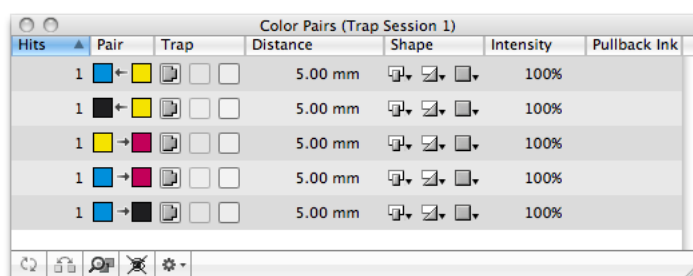 Color Pairs (Trap Session 1)
Hits Pair Trap Distance Shape Intensity Pullback Ink
1 5.00 mm 100%
1 5.00 mm 100%
1 5.00 mm 100%
1 5.00 mm 100%
1 5.00 mm 100%